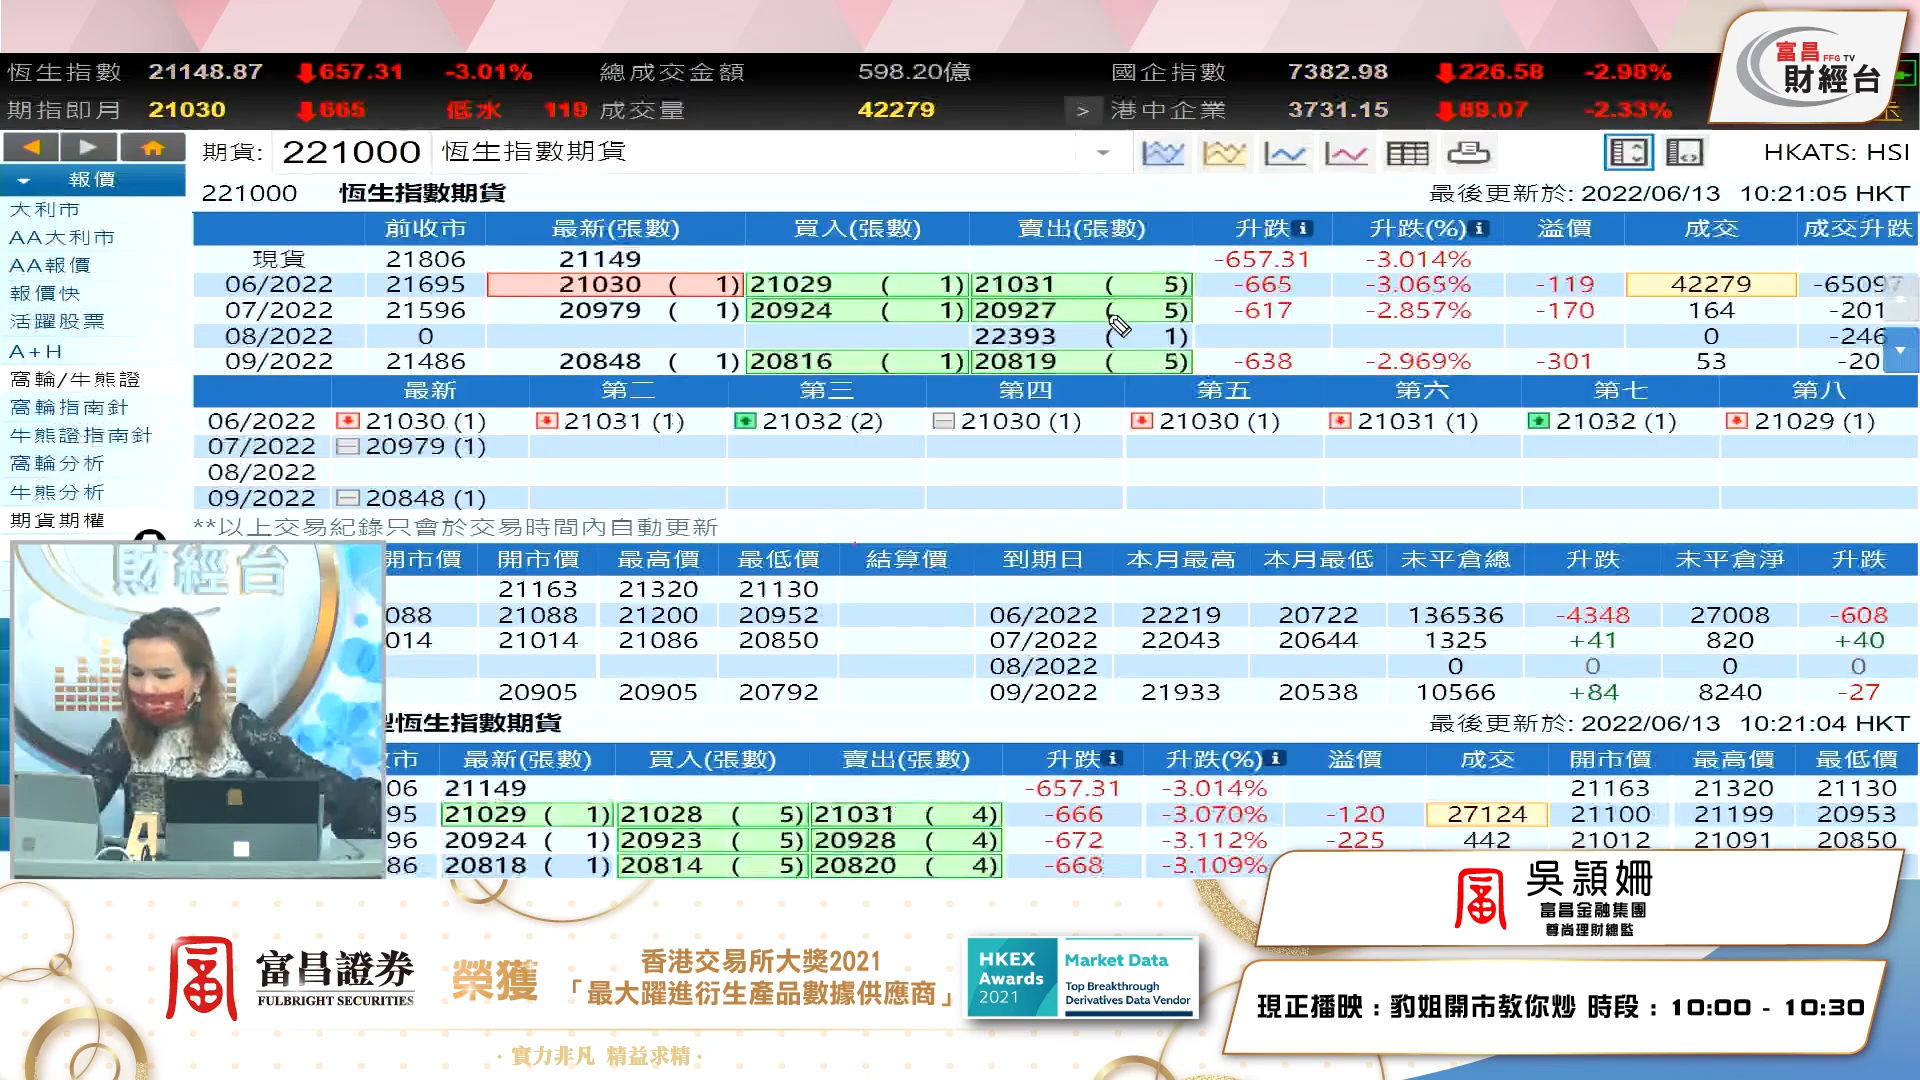 恆生指數 21148.87 657.31 -3.01% 總成交金額 598.20億 國企指數 7382.98 226.58 -2.98%
期指即月 21030 665 低水 119 成交量 42279 > 港中企業 3731.15 89.07 -2.33%
富昌 FFG TV
財經台
期貨: 221000 恆生指數期貨 HKATS: HSI
報價
大利市
AA大利市
AA報價
報價快
活躍股票
A+H
窩輪/牛熊證
窩輪指南針
牛熊證指南針
窩輪分析
牛熊分析
期貨期權
221000 恆生指數期貨 最後更新於: 2022/06/13 10:21:05 HKT
前收市 最新(張數) 買入(張數) 賣出(張數) 升跌 升跌(%) 溢價 成交 成交升跌
現貨 21806 21149 -657.31 -3.014%
06/2022 21695 21030 ( 1) 21029 ( 1) 21031 ( 5) -665 -3.065% -119 42279 -65097
07/2022 21596 20979 ( 1) 20924 ( 1) 20927 ( 5) -617 -2.857% -170 164 -201
08/2022 0 22393 ( 1) 0 -246
09/2022 21486 20848 ( 1) 20816 ( 1) 20819 ( 5) -638 -2.969% -301 53 -20
最新 第二 第三 第四 第五 第六 第七 第八
06/2022 21030 (1) 21031 (1) 21032 (2) 21030 (1) 21030 (1) 21031 (1) 21032 (1) 21029 (1)
07/2022 20979 (1)
08/2022
09/2022 20848 (1)
**以上交易紀錄只會於交易時間內自動更新
開市價 開市價 最高價 最低價 結算價 到期日 本月最高 本月最低 未平倉總 升跌 未平倉淨 升跌
21163 21320 21130
088 21088 21200 20952 06/2022 22219 20722 136536 -4348 27008 -608
014 21014 21086 20850 07/2022 22043 20644 1325 +41 820 +40
08/2022 0 0 0 0
20905 20905 20792 09/2022 21933 20538 10566 +84 8240 -27
型恆生指數期貨 最後更新於: 2022/06/13 10:21:04 HKT
市 最新(張數) 買入(張數) 賣出(張數) 升跌 升跌(%) 溢價 成交 開市價 最高價 最低價
06 21149 -657.31 -3.014% 21163 21320 21130
95 21029 ( 1) 21028 ( 5) 21031 ( 4) -666 -3.070% -120 27124 21100 21199 20953
96 20924 ( 1) 20923 ( 5) 20928 ( 4) -672 -3.112% -225 442 21012 21091 20850
86 20818 ( 1) 20814 ( 5) 20820 ( 4) -668 -3.109%
財經台
吳穎姍
富昌金融集團
尊尚理財總監
富昌證券
FULBRIGHT SECURITIES
榮獲
香港交易所大獎2021
「最大躍進衍生產品數據供應商」
HKEX
Awards
2021
Market Data
Top Breakthrough
Derivatives Data Vendor
現正播映：豹姐開市教你炒 時段：10:00 - 10:30
· 實力非凡 精益求精 ·